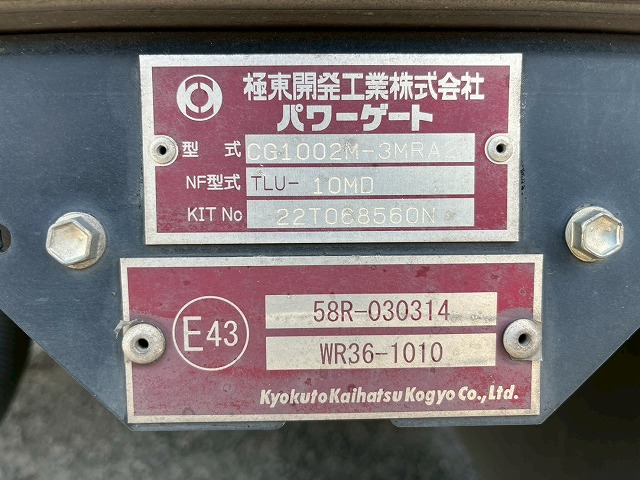 極東開発工業株式会社
パワーゲート
型 式 CG1002M-3MRA2
NF型式 TLU- 10MD
KIT No 22T068560N
E43
58R-030314
WR36-1010
Kyokuto Kaihatsu Kogyo Co., Ltd.